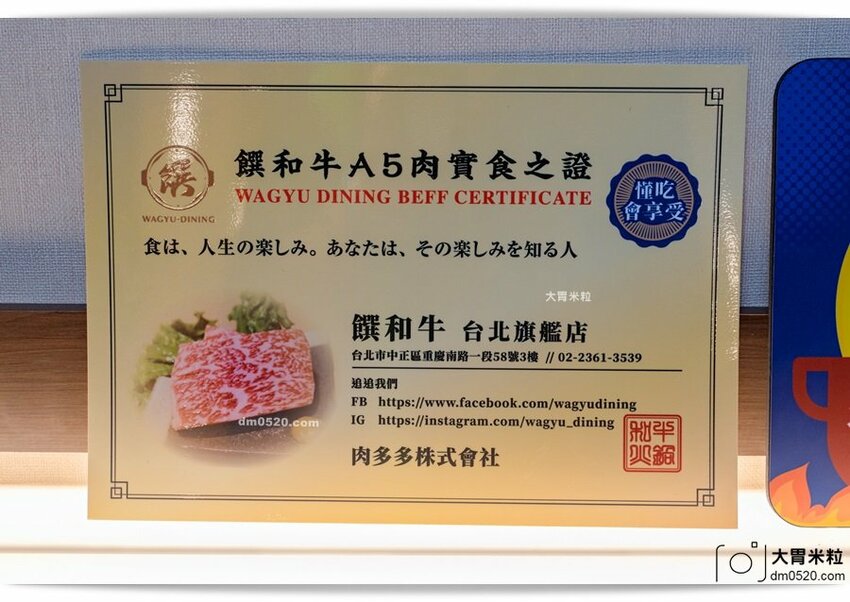 饌和牛A5肉實食之證
WAGYU DINING BEFF CERTIFICATE
饌
WAGYU-DINING
懂吃
會享受
食は、人生の楽しみ。あなたは、その楽しみを知る人
大胃米粒
饌和牛 台北旗艦店
台北市中正區重慶南路一段58號3樓 // 02-2361-3539
追追我們
FB https://www.facebook.com/wagyudining
IG https://instagram.com/wagyu_dining
肉多多株式會社
dm0520.com
大胃米粒
dm0520.com